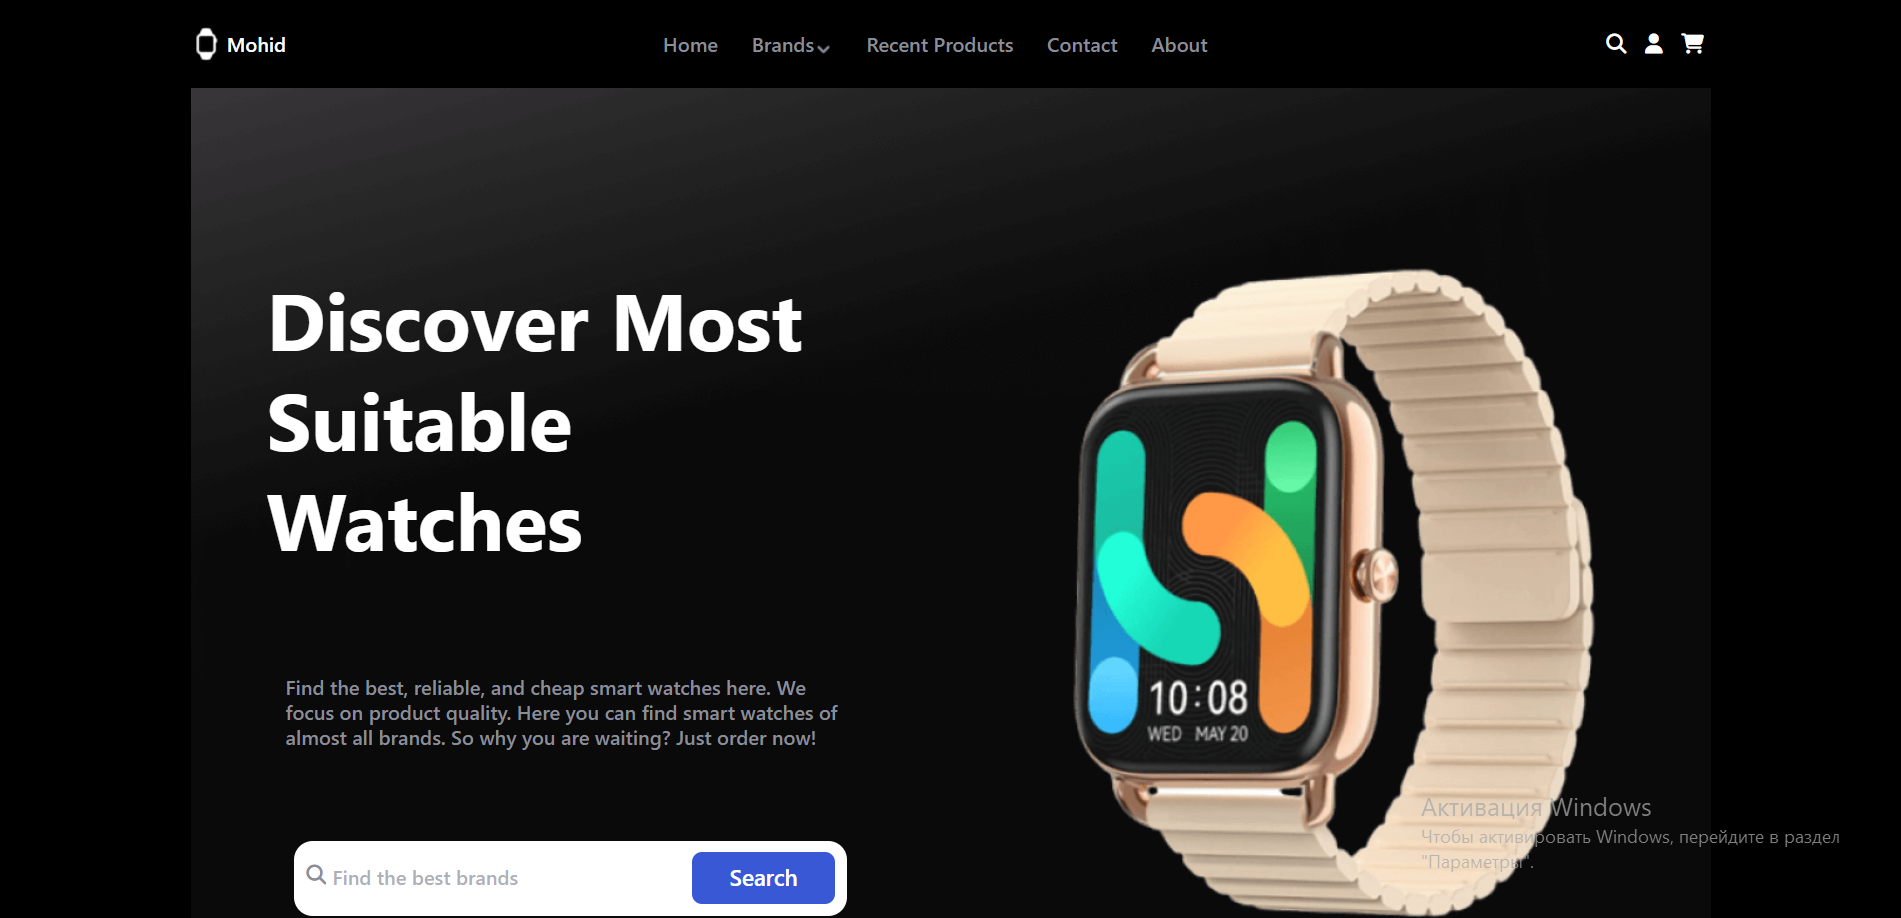 Mohid
Home Brands Recent Products Contact About
Discover Most
Suitable
Watches
Find the best, reliable, and cheap smart watches here. We
focus on product quality. Here you can find smart watches of
almost all brands. So why you are waiting? Just order now!
Find the best brands Search
10:08
WED MAY 20
Активация Windows
Чтобы активировать Windows, перейдите в раздел
"Параметры".